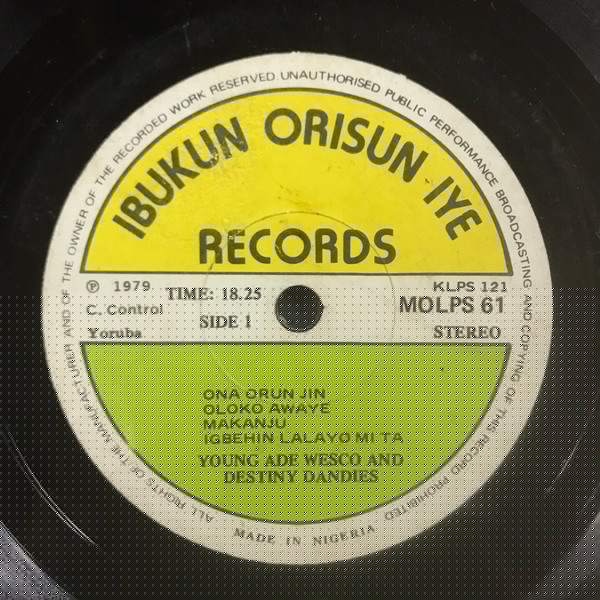 ALL RIGHTS OF THE MANUFACTURER AND OF THE OWNER OF THE RECORDED WORK RESERVED. UNAUTHORISED PUBLIC PERFORMANCE BROADCASTING AND COPYING OF THIS RECORD PROHIBITED.
IBUKUN ORISUN IYE
RECORDS
℗ 1979
C. Control
Yoruba
TIME: 18.25
SIDE 1
KLPS 121
MOLPS 61
STEREO
ONA ORUN JIN
OLOKO AWAYE
MAKANJU
IGBEHIN LALAYO MI TA
YOUNG ADE WESCO AND
DESTINY DANDIES
MADE IN NIGERIA